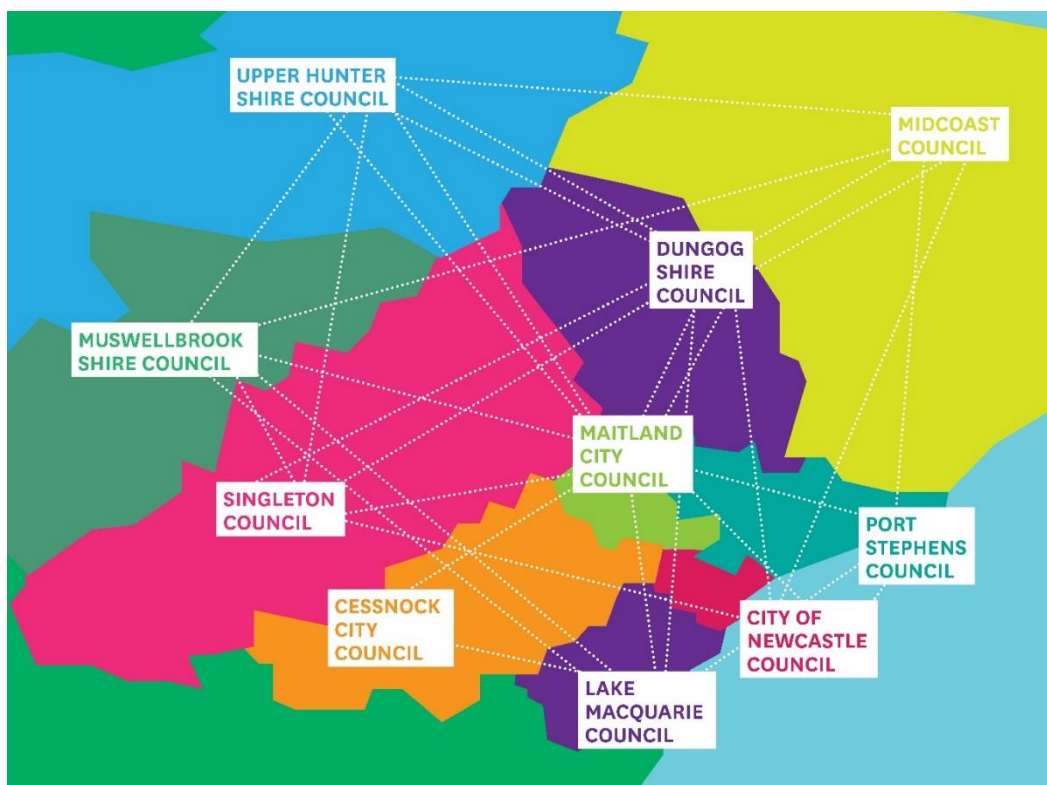 UPPER HUNTER
SHIRE COUNCIL
MIDCOAST
COUNCIL
DUNGOG
SHIRE
COUNCIL
MUSWELLBROOK
SHIRE COUNCIL
MAITLAND
CITY
COUNCIL
SINGLETON
COUNCIL
PORT
STEPHENS
COUNCIL
CESSNOCK
CITY
COUNCIL
CITY OF
NEWCASTLE
COUNCIL
LAKE
MACQUARIE
COUNCIL